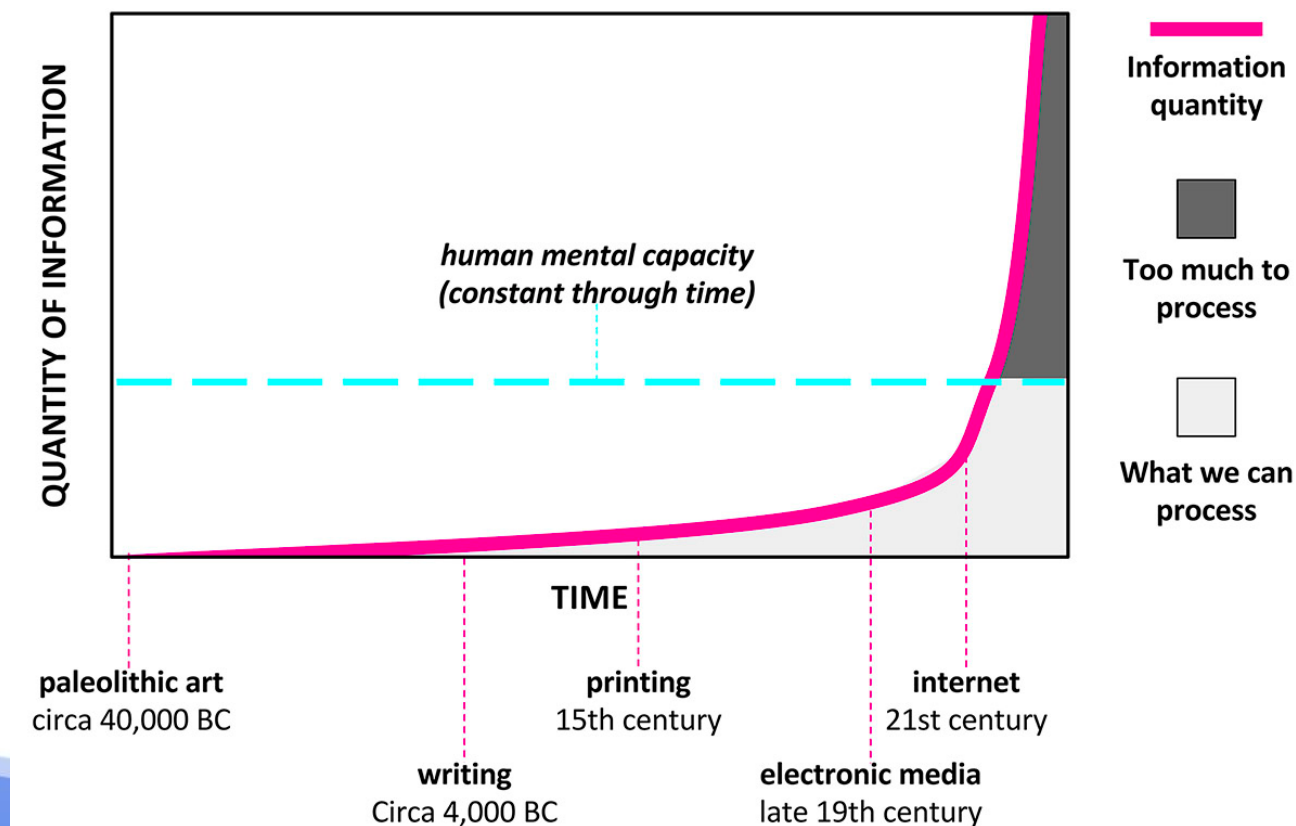 QUANTITY OF INFORMATION
human mental capacity
(constant through time)
TIME
paleolithic art
circa 40,000 BC
writing
Circa 4,000 BC
printing
15th century
electronic media
late 19th century
internet
21st century
Information
quantity
Too much to
process
What we can
process